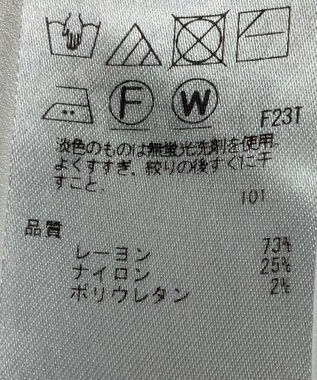 F W
F23T
淡色のものは無蛍光洗剤を使用
よくすすぎ、絞りの後すぐに干
すこと。
101
品質
レーヨン 73%
ナイロン 25%
ポリウレタン 2%